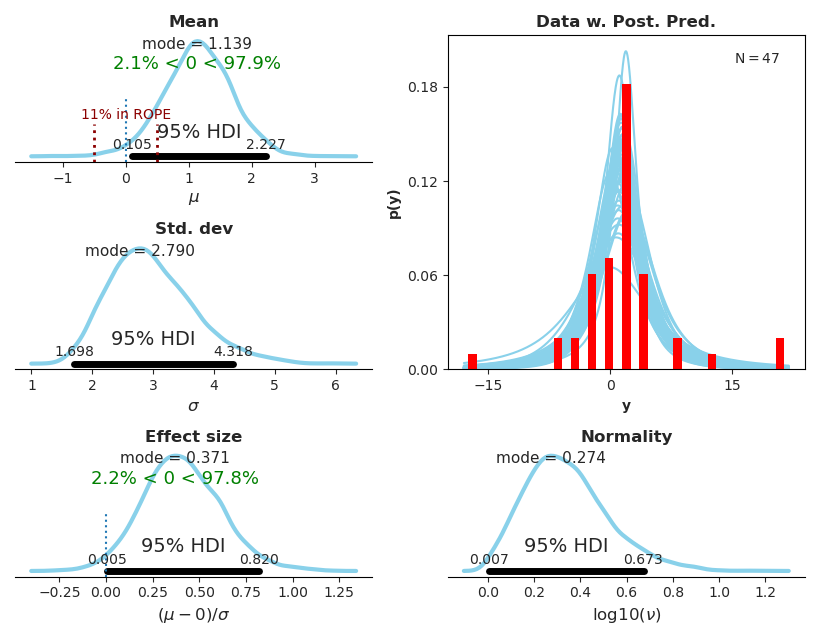 Mean
mode = 1.139
2.1% < 0 < 97.9%
11% in ROPE
95% HDI
0.105
2.227
−1
0
1
2
3
μ
Data w. Post. Pred.
N = 47
p(y)
0.18
0.12
0.06
0.00
−15
0
15
y
Std. dev
mode = 2.790
95% HDI
1.698
4.318
1
2
3
4
5
6
σ
Effect size
mode = 0.371
2.2% < 0 < 97.8%
95% HDI
0.005
0.820
−0.25
0.00
0.25
0.50
0.75
1.00
1.25
(μ − 0)/σ
Normality
mode = 0.274
95% HDI
0.007
0.673
0.0
0.2
0.4
0.6
0.8
1.0
1.2
log10(ν)